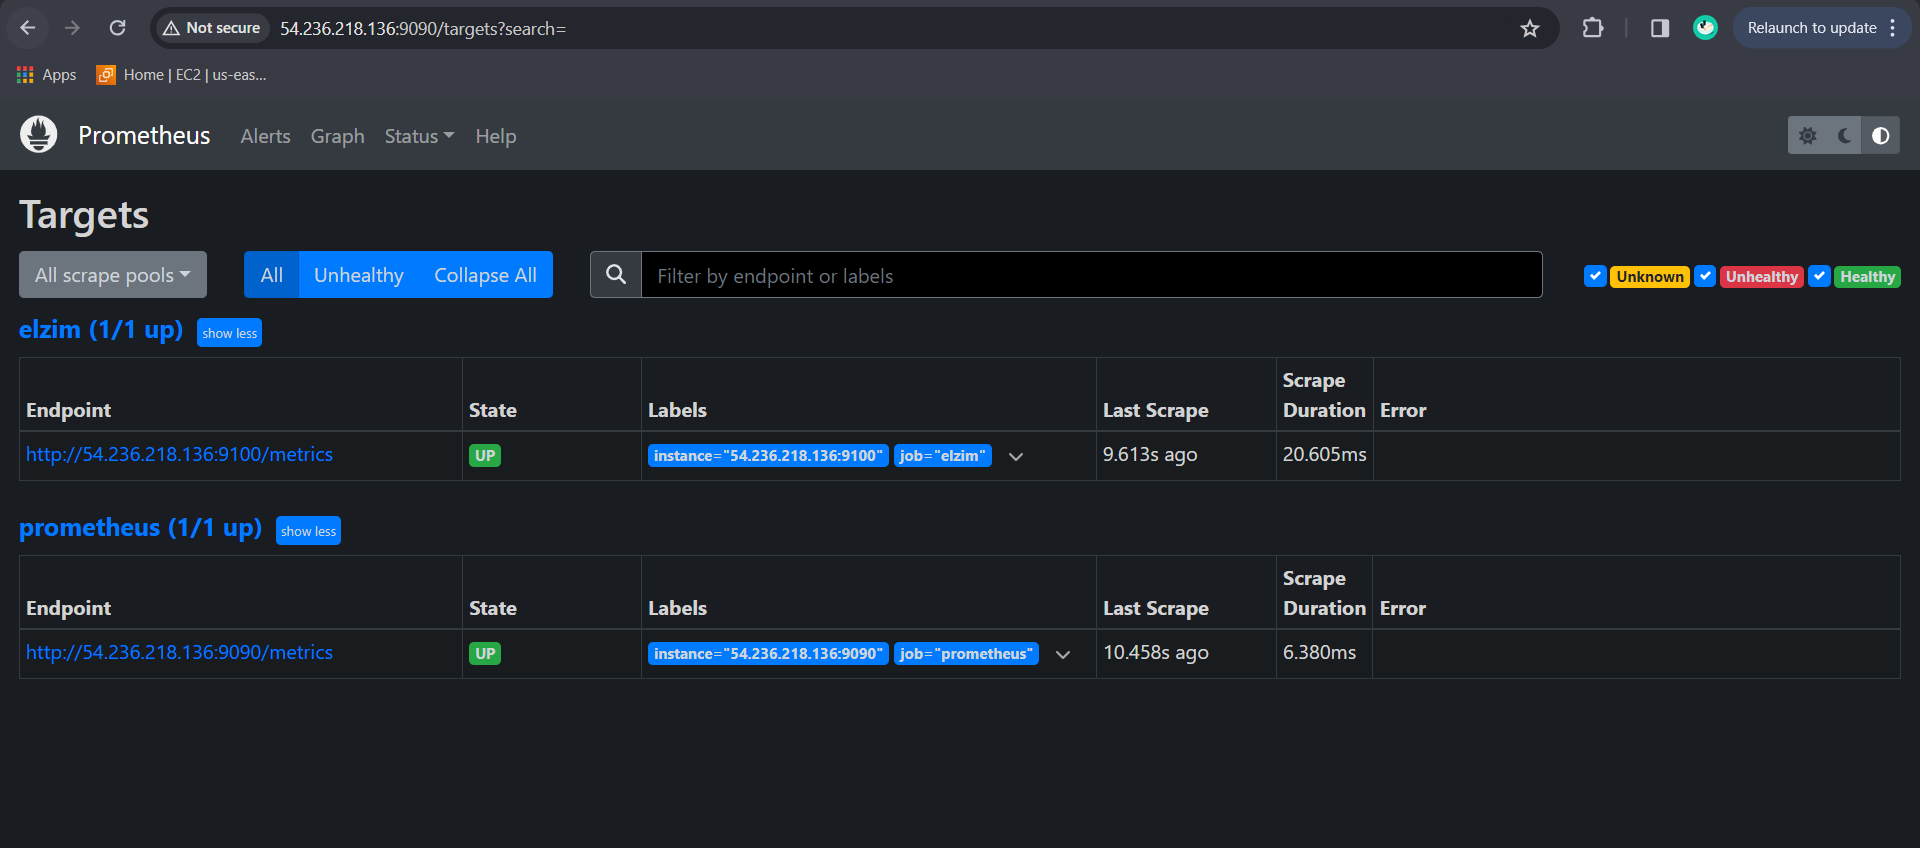 Not secure 54.236.218.136:9090/targets?search= Relaunch to update
Apps Home | EC2 | us-eas...
Prometheus Alerts Graph Status Help
Targets
All scrape pools All Unhealthy Collapse All Filter by endpoint or labels Unknown Unhealthy Healthy
elzim (1/1 up) show less
Endpoint State Labels Last Scrape Scrape Duration Error
http://54.236.218.136:9100/metrics UP instance="54.236.218.136:9100" job="elzim" 9.613s ago 20.605ms
prometheus (1/1 up) show less
Endpoint State Labels Last Scrape Scrape Duration Error
http://54.236.218.136:9090/metrics UP instance="54.236.218.136:9090" job="prometheus" 10.458s ago 6.380ms